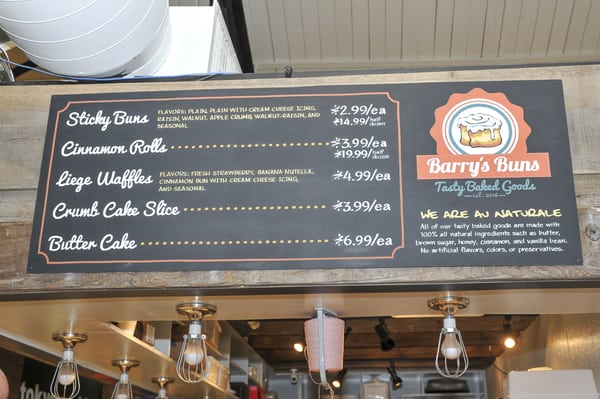 Sticky Buns
FLAVORS: PLAIN, PLAIN WITH CREAM CHEESE ICING,
RAISIN, WALNUT, APPLE CRUMB, WALNUT-RAISIN, AND
SEASONAL
2.99/ea
14.99/half dozen
Cinnamon Rolls
3.99/ea
19.99/half dozen
Liege Waffles
FLAVORS: FRESH STRAWBERRY, BANANA NUTELLA,
CINNAMON BUN WITH CREAM CHEESE ICING,
AND SEASONAL
4.99/ea
Crumb Cake Slice
3.99/ea
Butter Cake
6.99/ea
Barry's Buns
Tasty Baked Goods
WE ARE AU NATURALE
All of our tasty baked goods are made with
100% all natural ingredients such as butter,
brown sugar, honey, cinnamon, and vanilla bean.
No artificial flavors, colors, or preservatives.